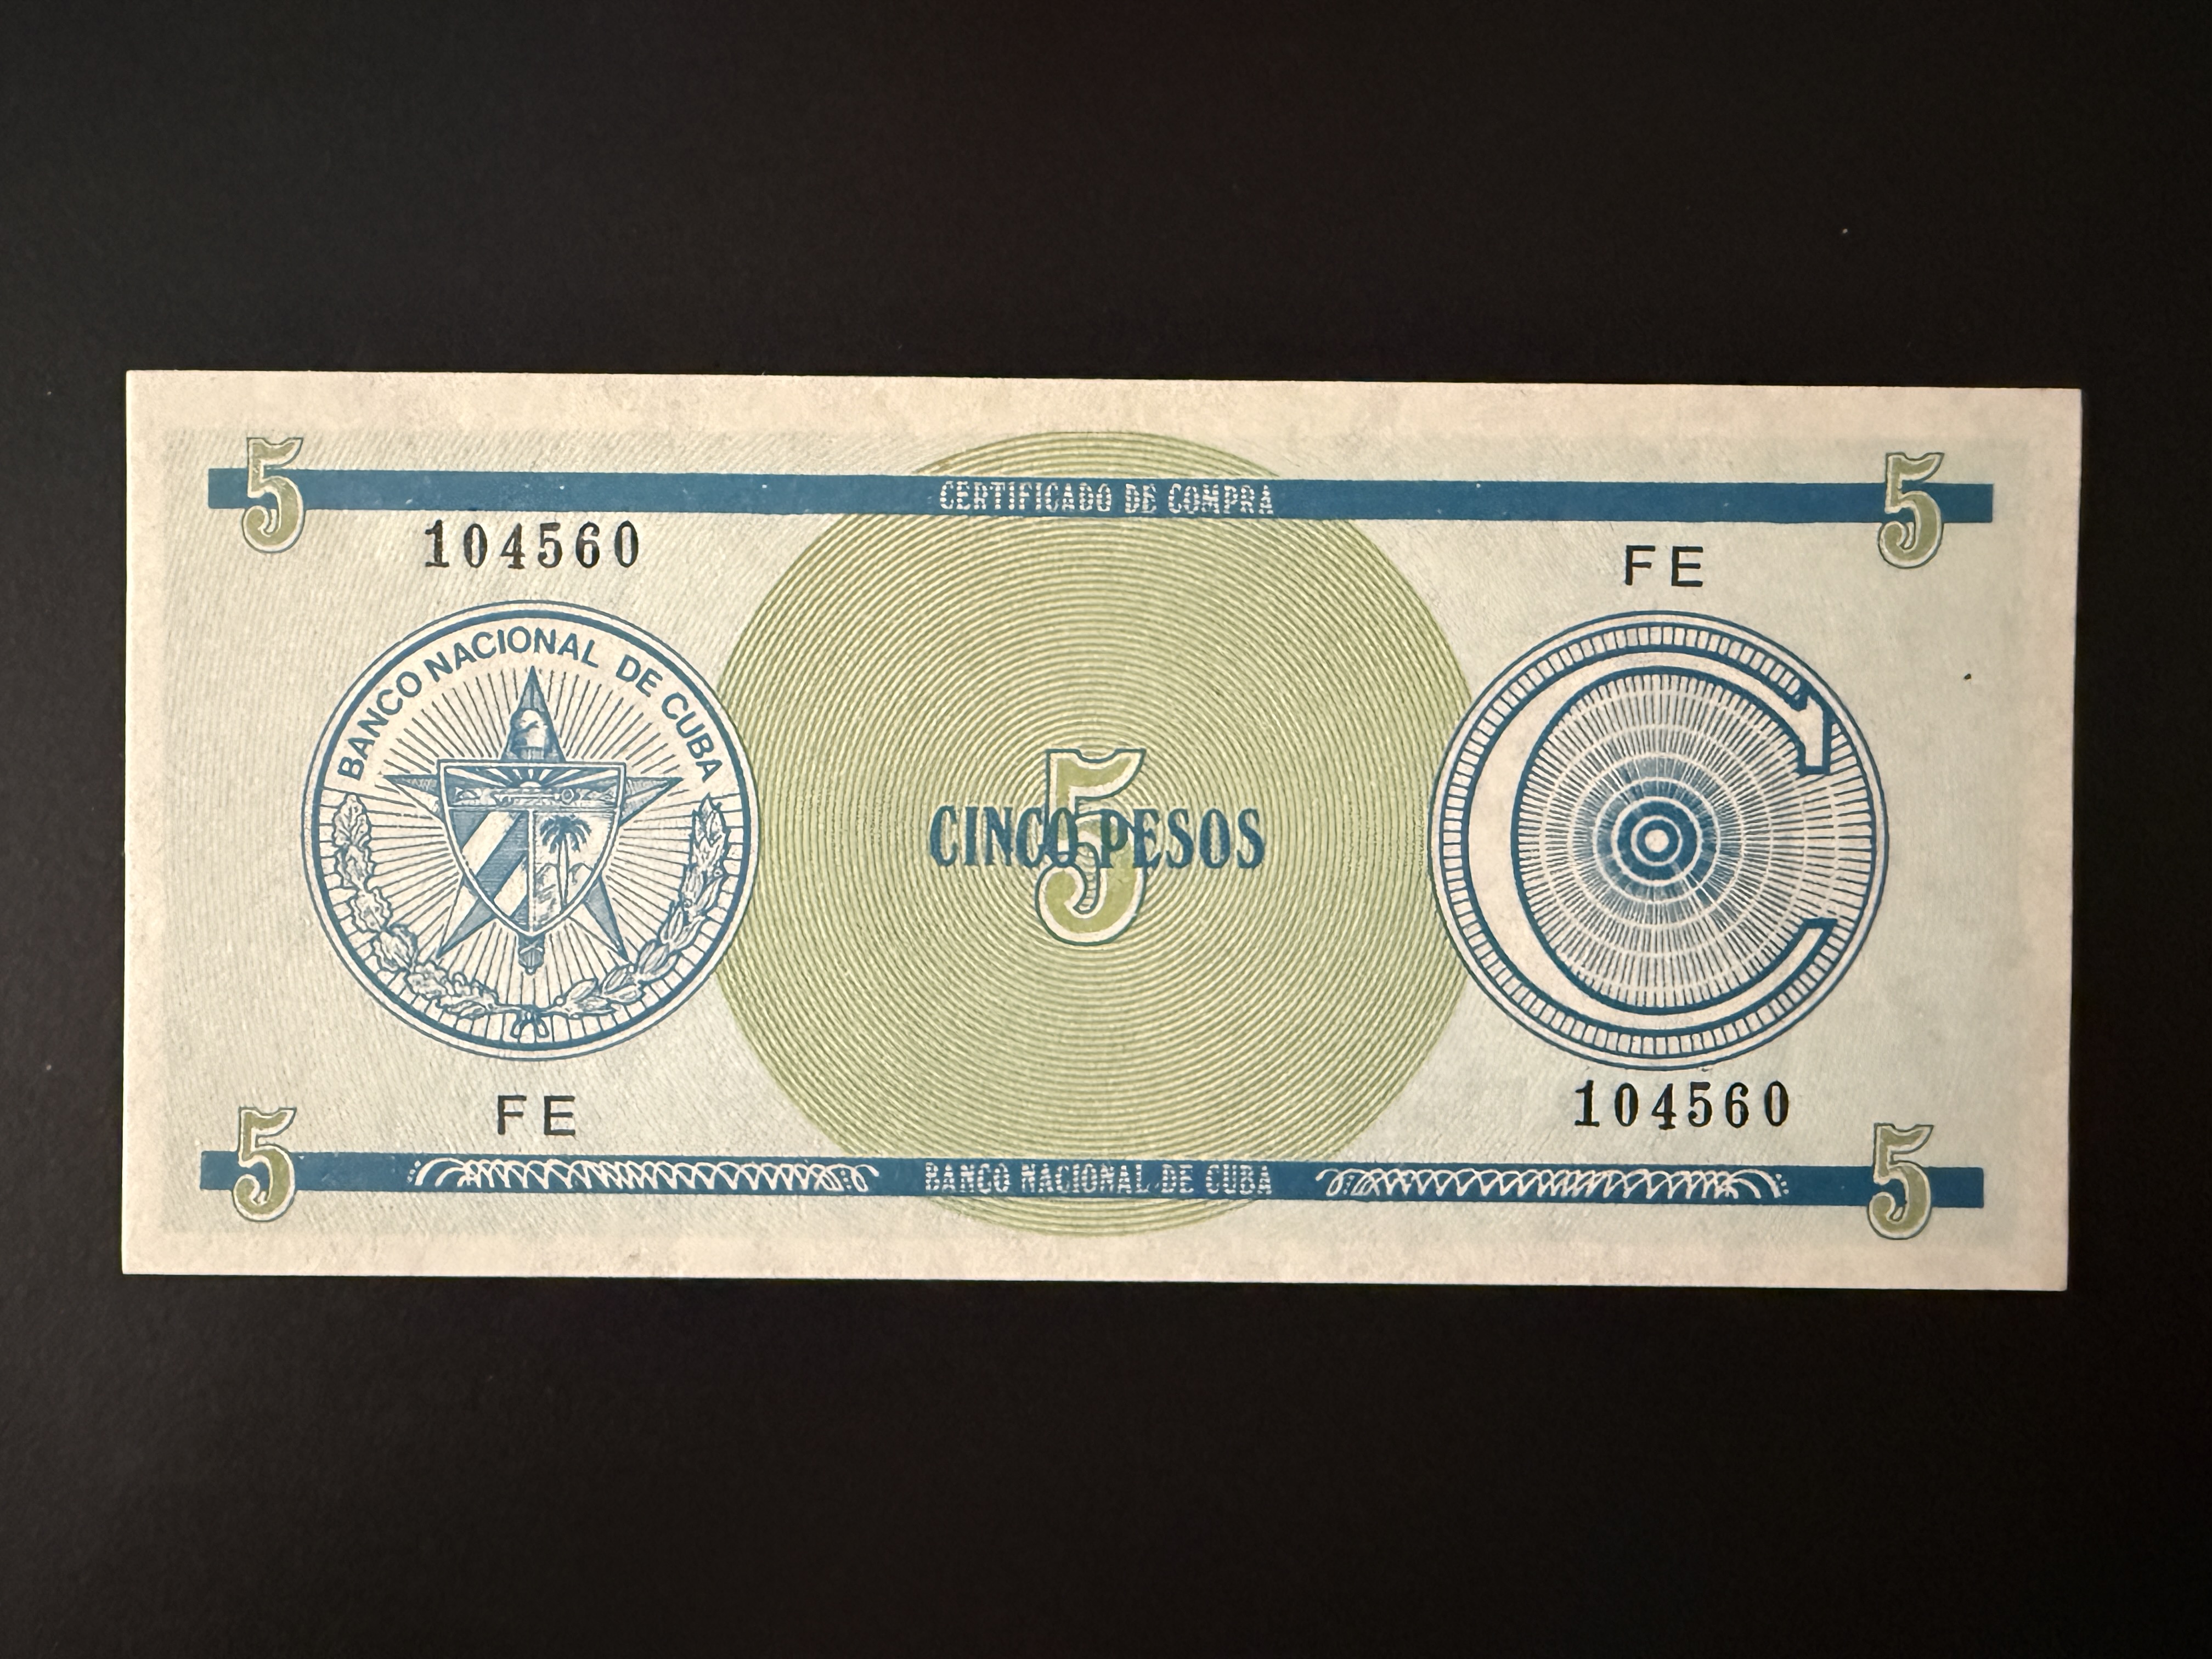 5 CERTIFICADO DE COMPRA 5
104560 FE
BANCO NACIONAL DE CUBA
C
5
CINCO PESOS
FE 104560
5 BANCO NACIONAL DE CUBA 5